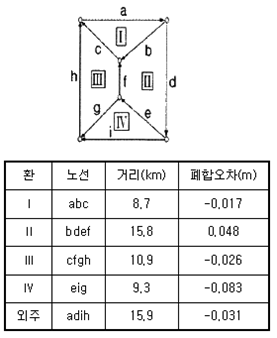 a
I
c
b
h
III
f
II
d
g
e
IV
i
환 노선 거리(km) 폐합오차(m)
I abc 8.7 -0.017
II bdef 15.8 0.048
III cfgh 10.9 -0.026
IV eig 9.3 -0.083
외주 adih 15.9 -0.031